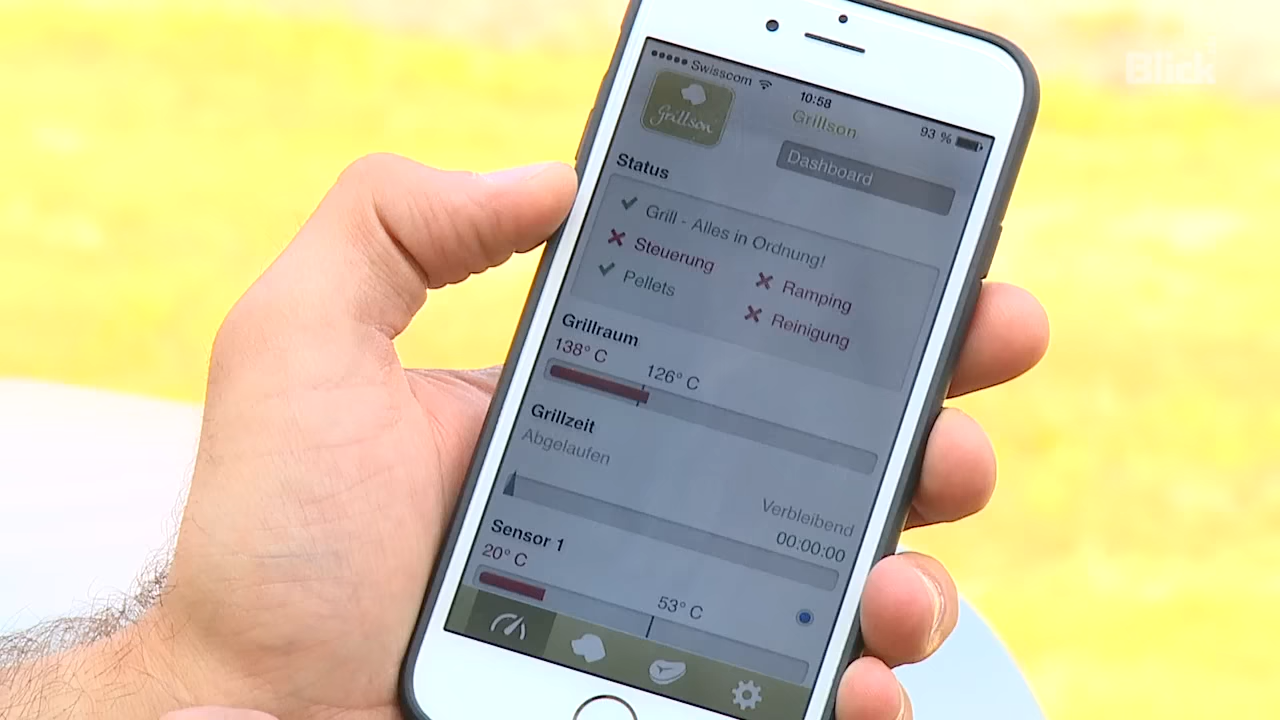 Blick
Swisscom
10:58
93 %
Grillson
Grillson
Dashboard
Status
Grill - Alles in Ordnung!
Steuerung
Ramping
Pellets
Reinigung
Grillraum
138° C
126° C
Grillzeit
Abgelaufen
Verbleibend
00:00:00
Sensor 1
20° C
53° C